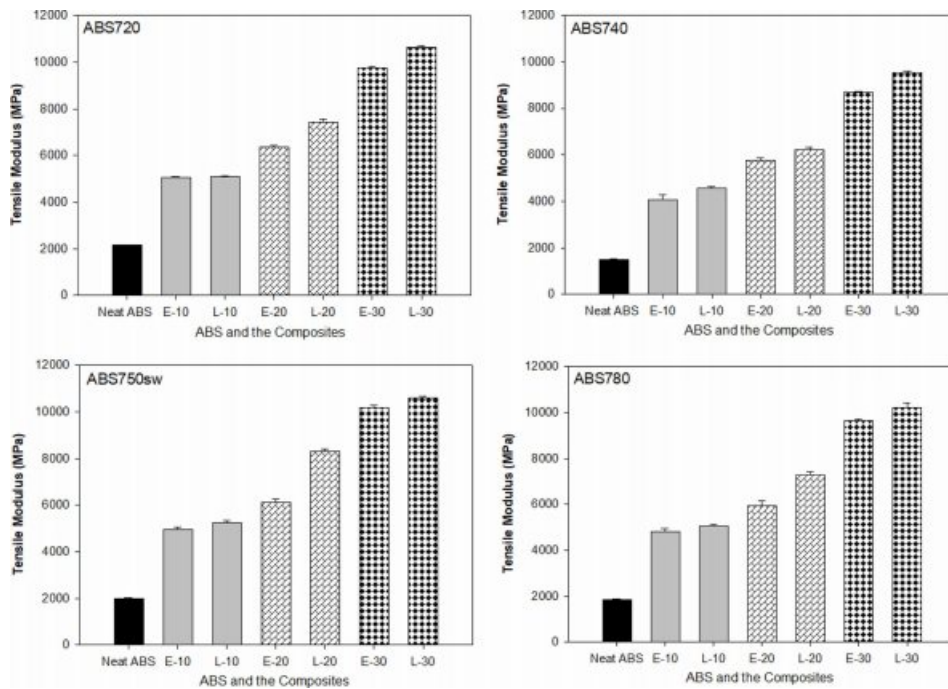 ABS720
12000
10000
8000
6000
4000
2000
0
Tensile Modulus (MPa)
Neat ABS E-10 L-10 E-20 L-20 E-30 L-30
ABS and the Composites
ABS740
12000
10000
8000
6000
4000
2000
0
Tensile Modulus (MPa)
Neat ABS E-10 L-10 E-20 L-20 E-30 L-30
ABS and the Composites
ABS750sw
12000
10000
8000
6000
4000
2000
0
Tensile Modulus (MPa)
Neat ABS E-10 L-10 E-20 L-20 E-30 L-30
ABS and the Composites
ABS780
12000
10000
8000
6000
4000
2000
0
Tensile Modulus (MPa)
Neat ABS E-10 L-10 E-20 L-20 E-30 L-30
ABS and the Composites